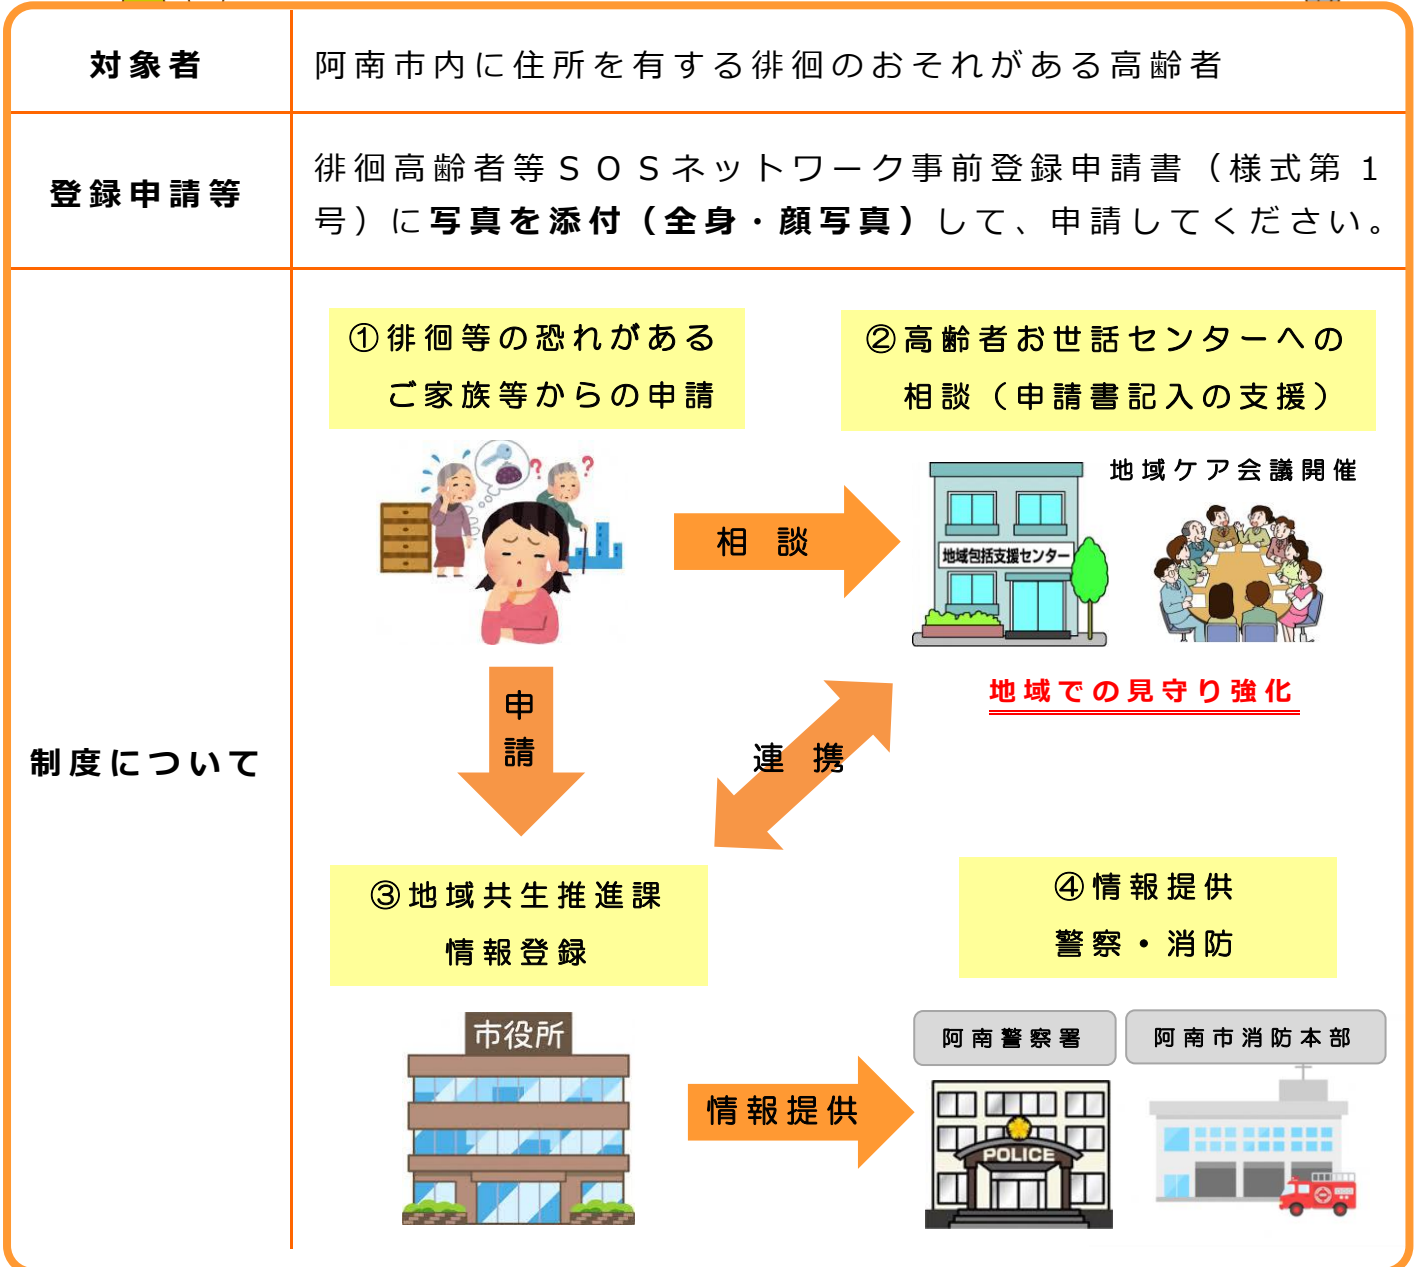 対象者
阿南市内に住所を有する徘徊のおそれがある高齢者
登録申請等
徘徊高齢者等ＳＯＳネットワーク事前登録申請書（様式第１
号）に写真を添付（全身・顔写真）して、申請してください。
制度について
①徘徊等の恐れがある
ご家族等からの申請
②高齢者お世話センターへの
相談（申請書記入の支援）
地域ケア会議開催
相談
地域包括支援センター
地域での見守り強化
申
請
連携
③地域共生推進課
情報登録
④情報提供
警察・消防
市役所
情報提供
阿南警察署
阿南市消防本部
POLICE